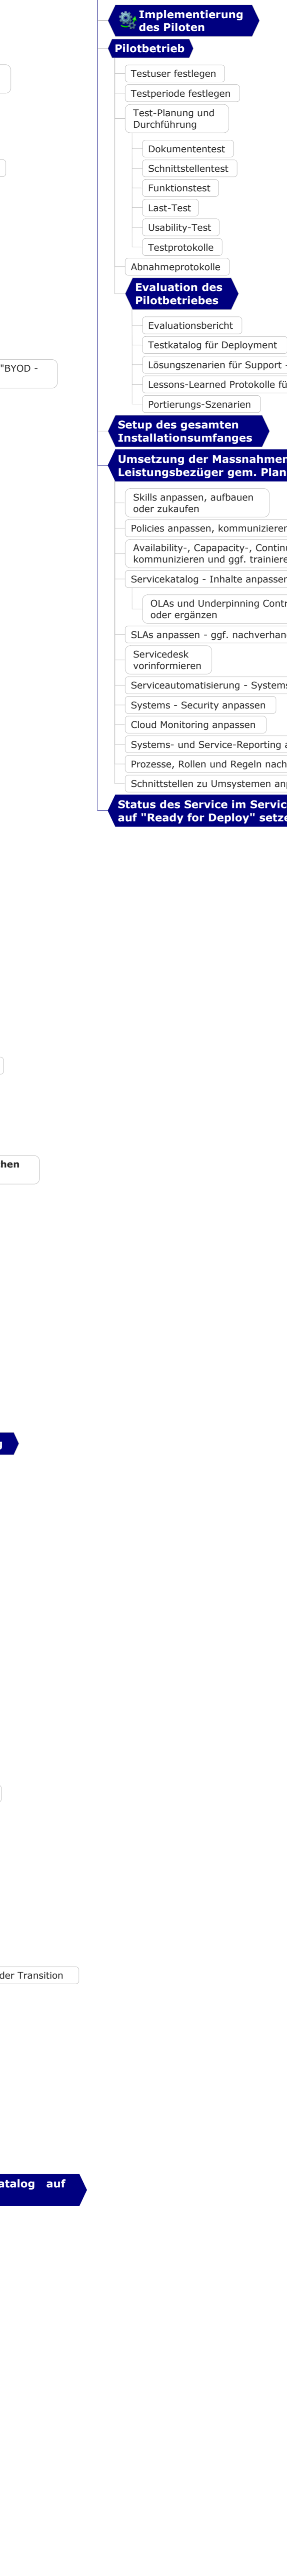 Implementierung
des Piloten
Pilotbetrieb
Testuser festlegen
Testperiode festlegen
Test-Planung und
Durchführung
Dokumententest
Schnittstellentest
Funktionstest
Last-Test
Usability-Test
Testprotokolle
Abnahmeprotokolle
Evaluation des
Pilotbetriebes
Evaluationsbericht
Testkatalog für Deployment
Lösungszenarien für Support -
Lessons-Learned Protokolle fü
Portierungs-Szenarien
"BYOD -
Setup des gesamten
Installationsumfanges
Umsetzung der Massnahmen
Leistungsbezüger gem. Plan
Skills anpassen, aufbauen
oder zukaufen
Policies anpassen, kommunizieren
Availability-, Capapacity-, Continu
kommunizieren und ggf. trainiere
Servicekatalog - Inhalte anpassen
OLAs und Underpinning Contr
oder ergänzen
SLAs anpassen - ggf. nachverhan
Servicedesk
vorinformieren
Serviceautomatisierung - Systems
Systems - Security anpassen
Cloud Monitoring anpassen
Systems- und Service-Reporting a
Prozesse, Rollen und Regeln nach
Schnittstellen zu Umsystemen anp
Status des Service im Servic
auf "Ready for Deploy" setze
hen
g
der Transition
atalog auf